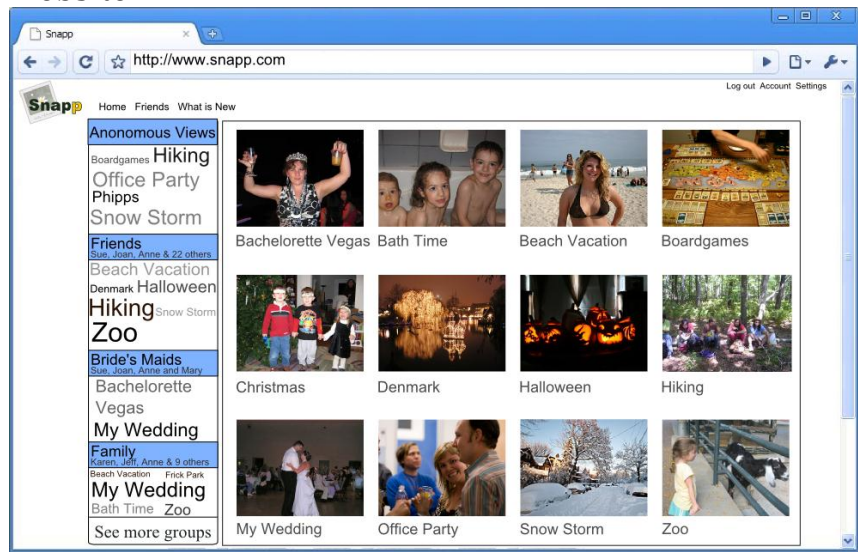 Snapp
http://www.snapp.com
Log out Account Settings
Snapp
Home Friends What is New
Anonomous Views
Boardgames Hiking
Office Party
Phipps
Snow Storm
Friends
Sue, Joan, Anne & 22 others
Beach Vacation
Denmark Halloween
Hiking Snow Storm
Zoo
Bride's Maids
Sue, Joan, Anne and Mary
Bachelorette
Vegas
My Wedding
Family
Karen, Jeff, Anne & 9 others
Beach Vacation Frick Park
My Wedding
Bath Time Zoo
See more groups
Bachelorette Vegas Bath Time Beach Vacation Boardgames
Christmas Denmark Halloween Hiking
My Wedding Office Party Snow Storm Zoo